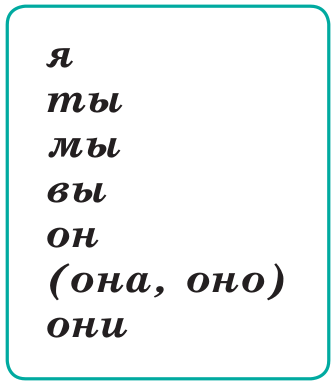 я
ты
мы
вы
он
(она, оно)
они